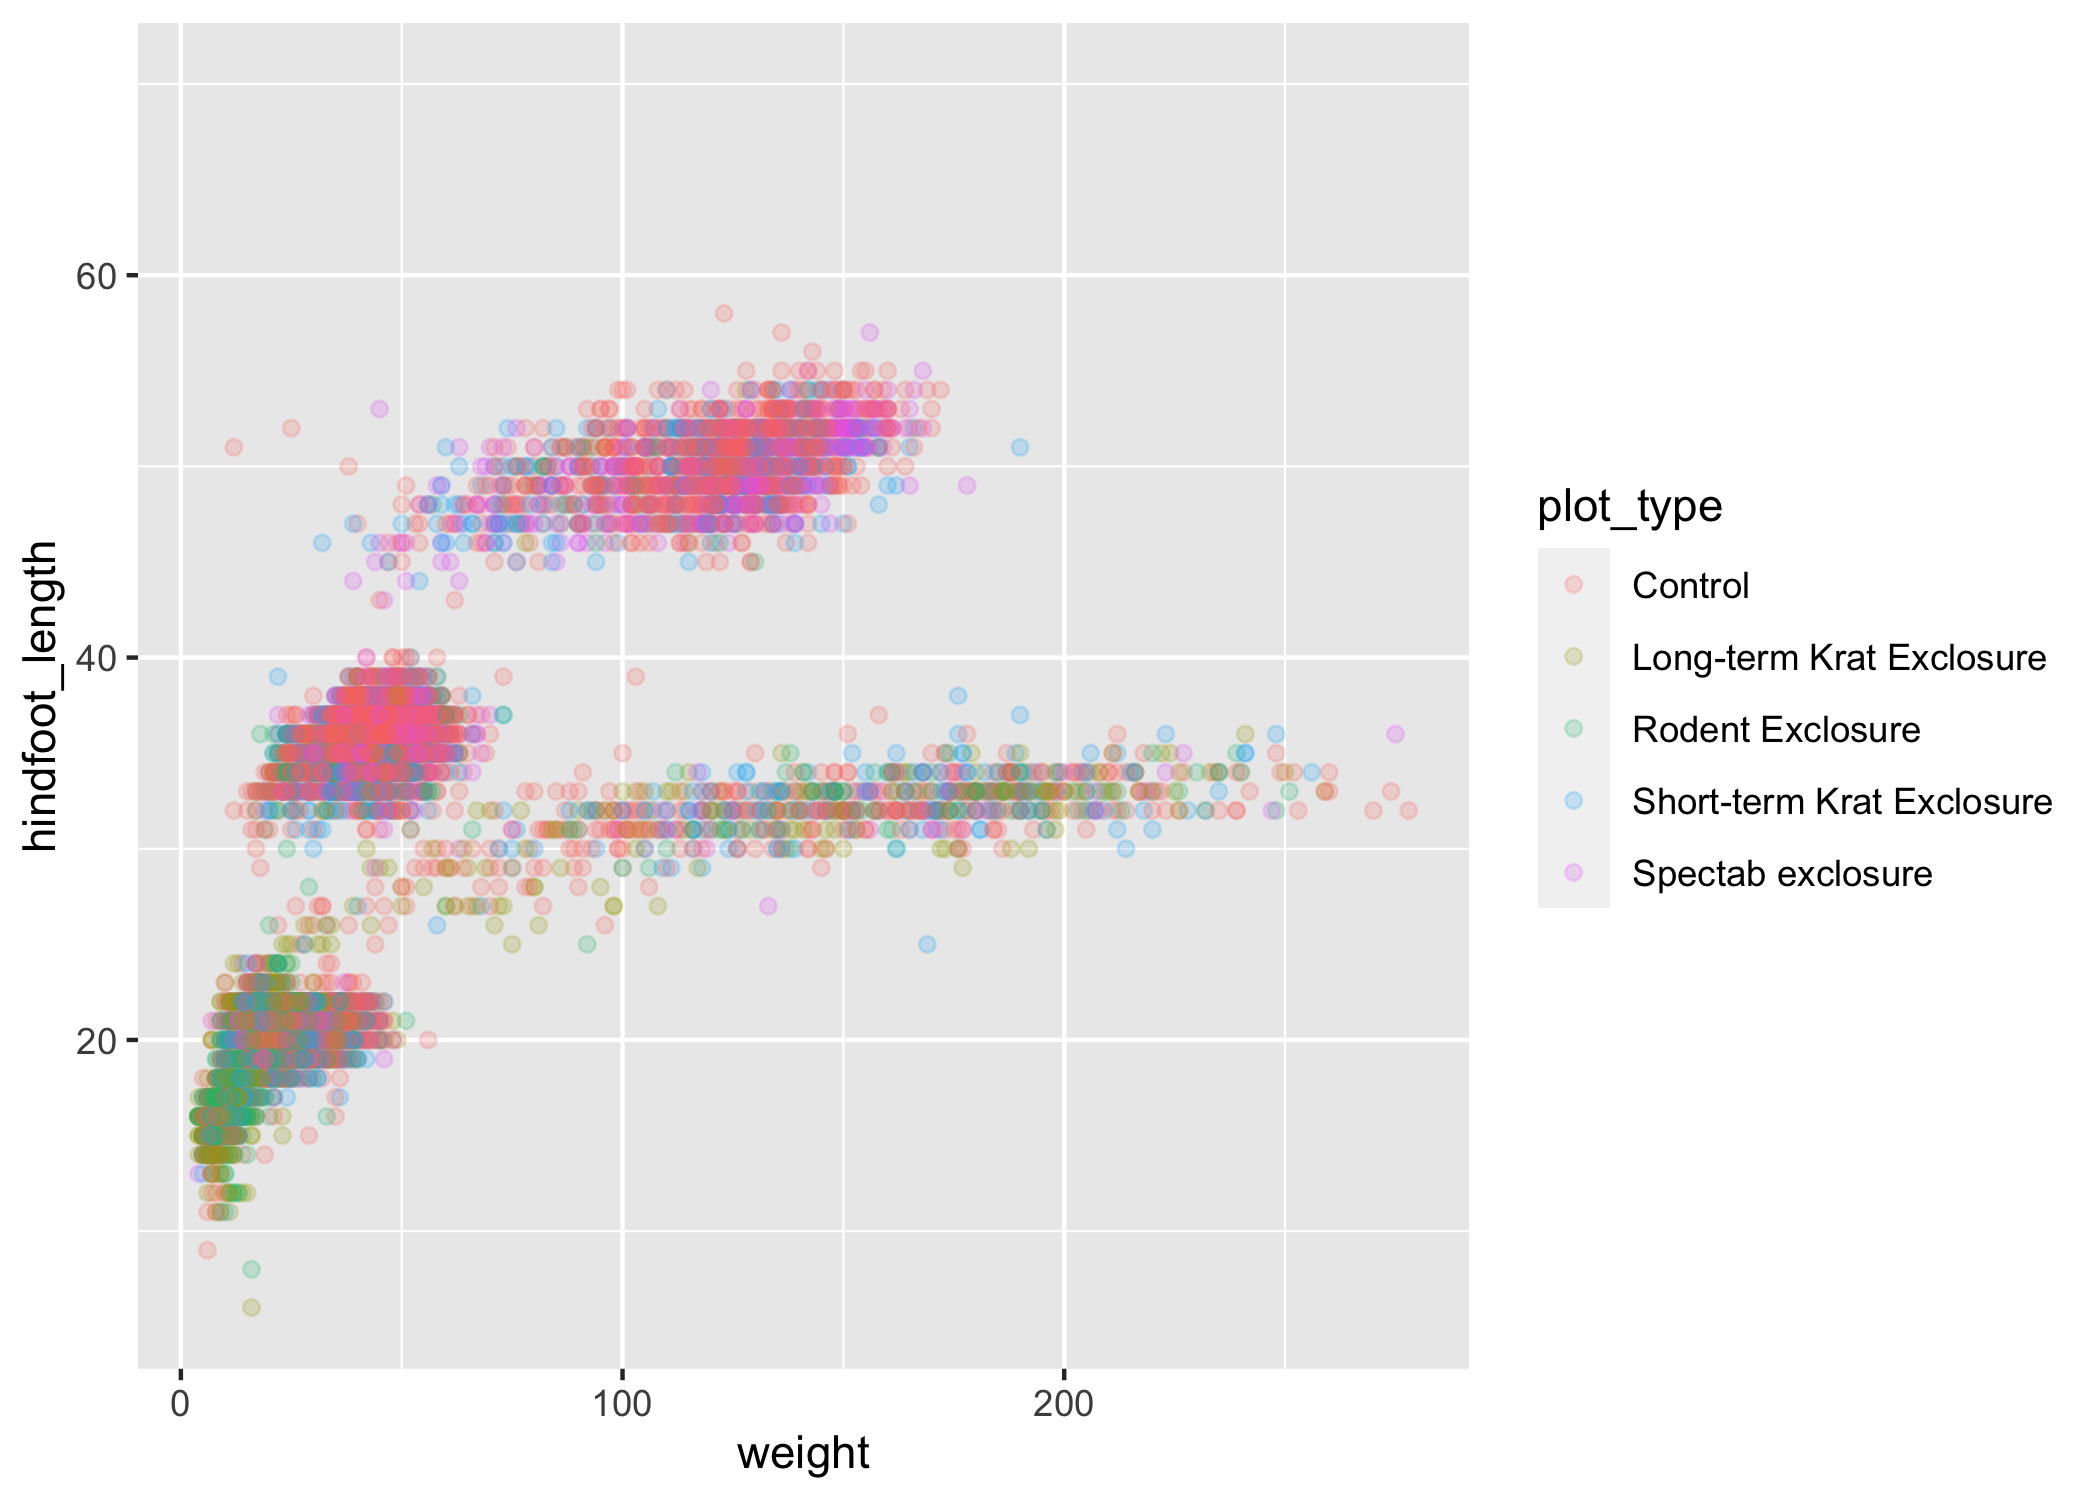 60
40
20
hindfoot_length
0 100 200
weight
plot_type
Control
Long-term Krat Exclosure
Rodent Exclosure
Short-term Krat Exclosure
Spectab exclosure